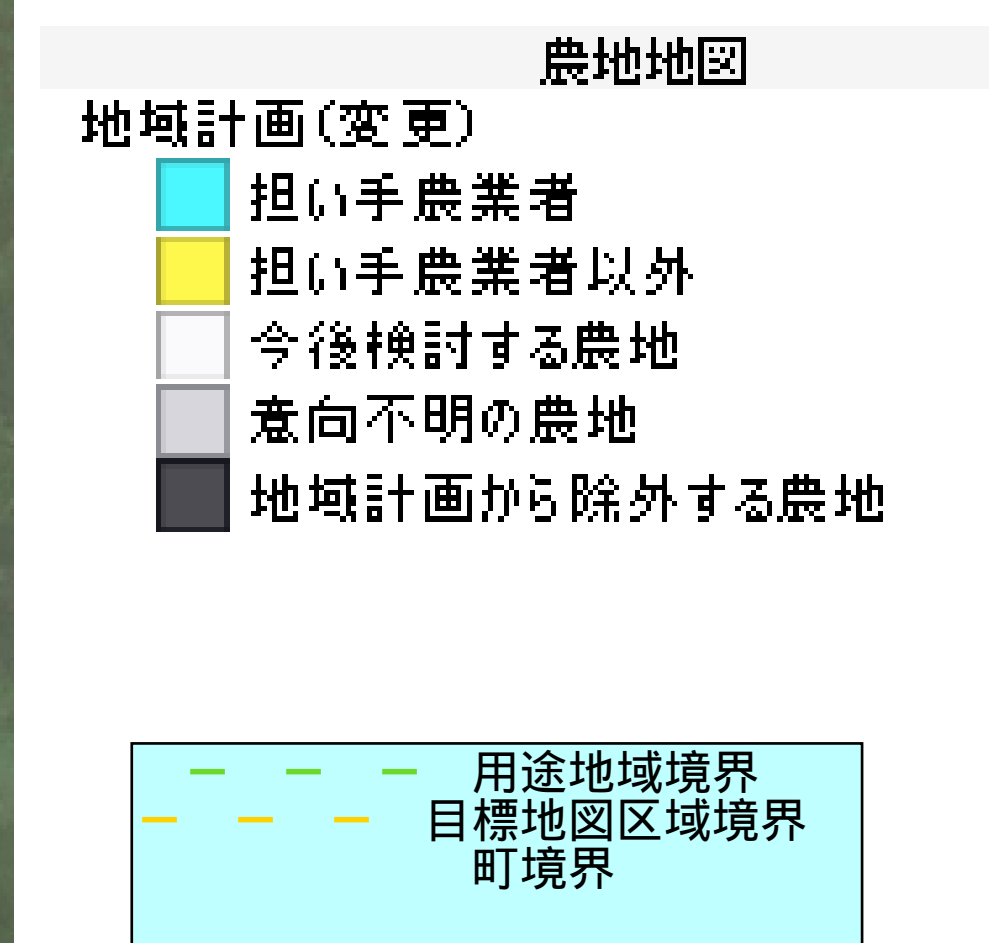 農地地図
地域計画(変更)
担い手農業者
担い手農業者以外
今後検討する農地
意向不明の農地
地域計画から除外する農地
用途地域境界
目標地図区域境界
町境界